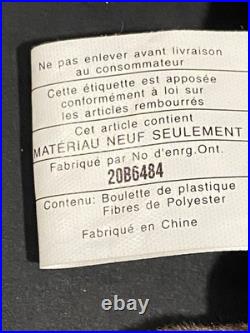 Ne pas enlever avant livraison
au consommateur
Cette étiquette est apposée
conformément à loi sur
les articles rembourrés
Cet article contient
MATÉRIAU NEUF SEULEMENT
Fabriqué par No d'enrg.Ont.
20B6484
Contenu: Boulette de plastique
Fibres de Polyester
Fabriqué en Chine